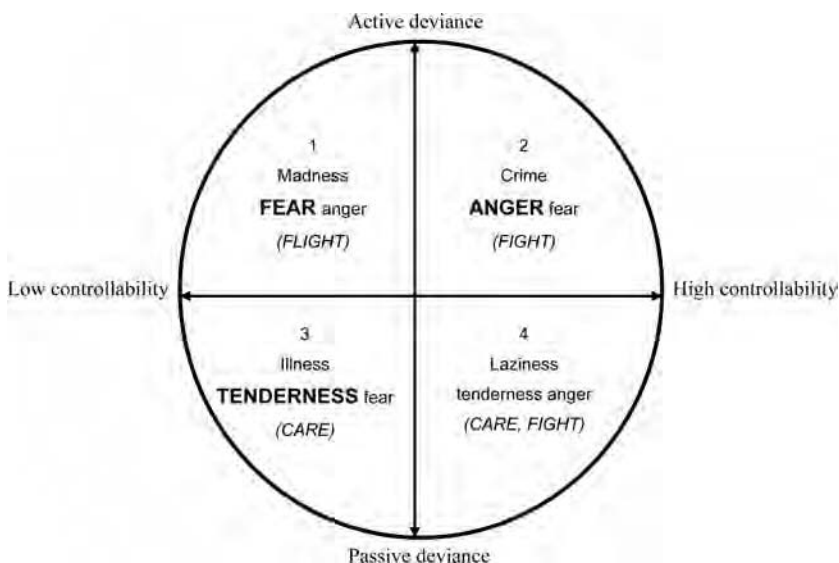 Active deviance
1
Madness
FEAR anger
(FLIGHT)
2
Crime
ANGER fear
(FIGHT)
Low controllability
High controllability
3
Illness
TENDERNESS fear
(CARE)
4
Laziness
tenderness anger
(CARE, FIGHT)
Passive deviance